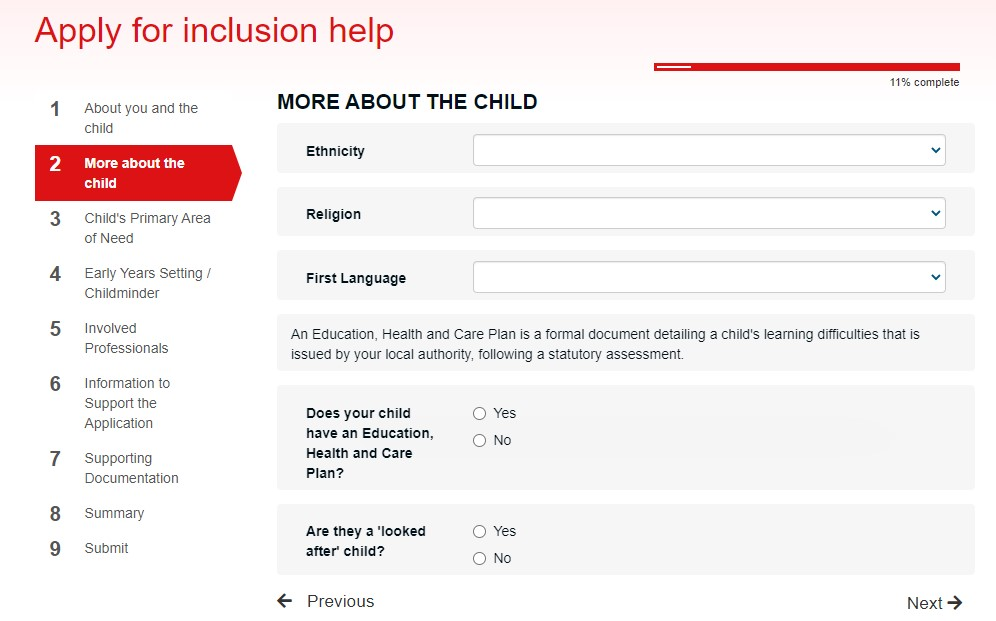 Apply for inclusion help
11% complete
1 About you and the
child
2 More about the
child
3 Child's Primary Area
of Need
4 Early Years Setting /
Childminder
5 Involved
Professionals
6 Information to
Support the
Application
7 Supporting
Documentation
8 Summary
9 Submit
MORE ABOUT THE CHILD
Ethnicity
Religion
First Language
An Education, Health and Care Plan is a formal document detailing a child's learning difficulties that is
issued by your local authority, following a statutory assessment.
Does your child
have an Education,
Health and Care
Plan?
Yes
No
Are they a 'looked
after' child?
Yes
No
Previous
Next